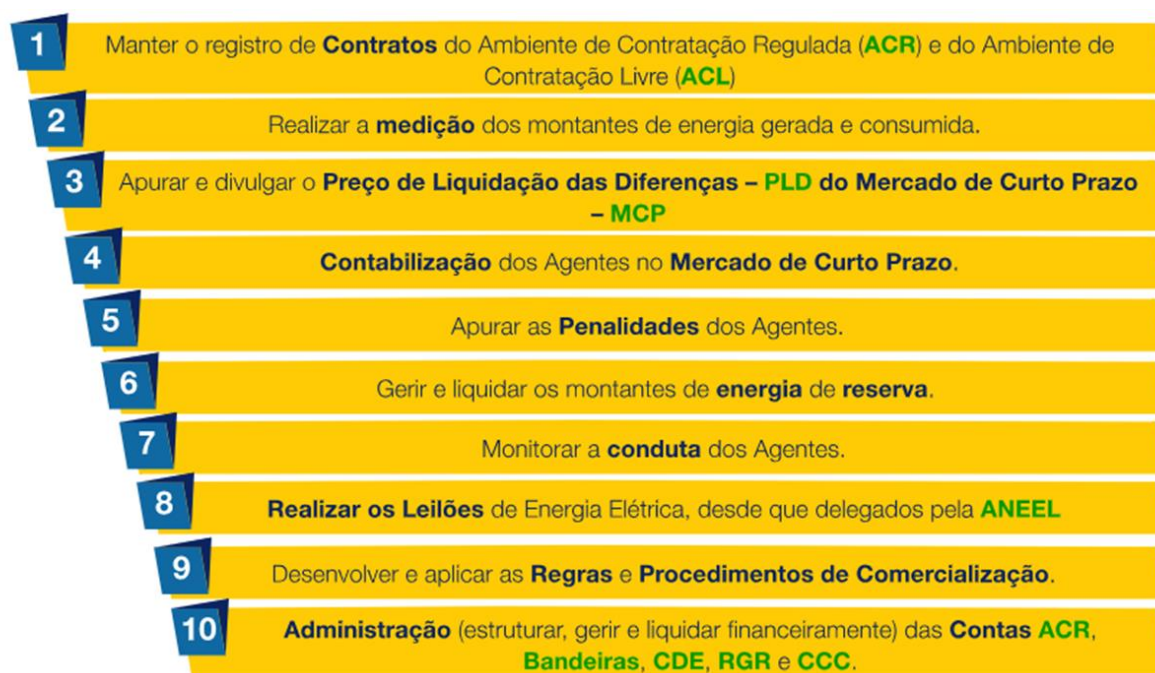 1
Manter o registro de Contratos do Ambiente de Contratação Regulada (ACR) e do Ambiente de
Contratação Livre (ACL)
2
Realizar a medição dos montantes de energia gerada e consumida.
3
Apurar e divulgar o Preço de Liquidação das Diferenças – PLD do Mercado de Curto Prazo
– MCP
4
Contabilização dos Agentes no Mercado de Curto Prazo.
5
Apurar as Penalidades dos Agentes.
6
Gerir e liquidar os montantes de energia de reserva.
7
Monitorar a conduta dos Agentes.
8
Realizar os Leilões de Energia Elétrica, desde que delegados pela ANEEL
9
Desenvolver e aplicar as Regras e Procedimentos de Comercialização.
10
Administração (estruturar, gerir e liquidar financeiramente) das Contas ACR,
Bandeiras, CDE, RGR e CCC.